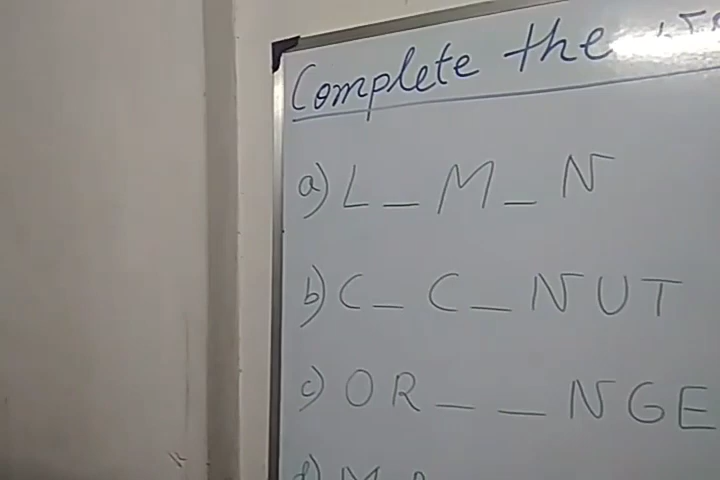 Complete the
a) L _ M _ N
b) C _ C _ NUT
c) OR _ _ NGE
d) M